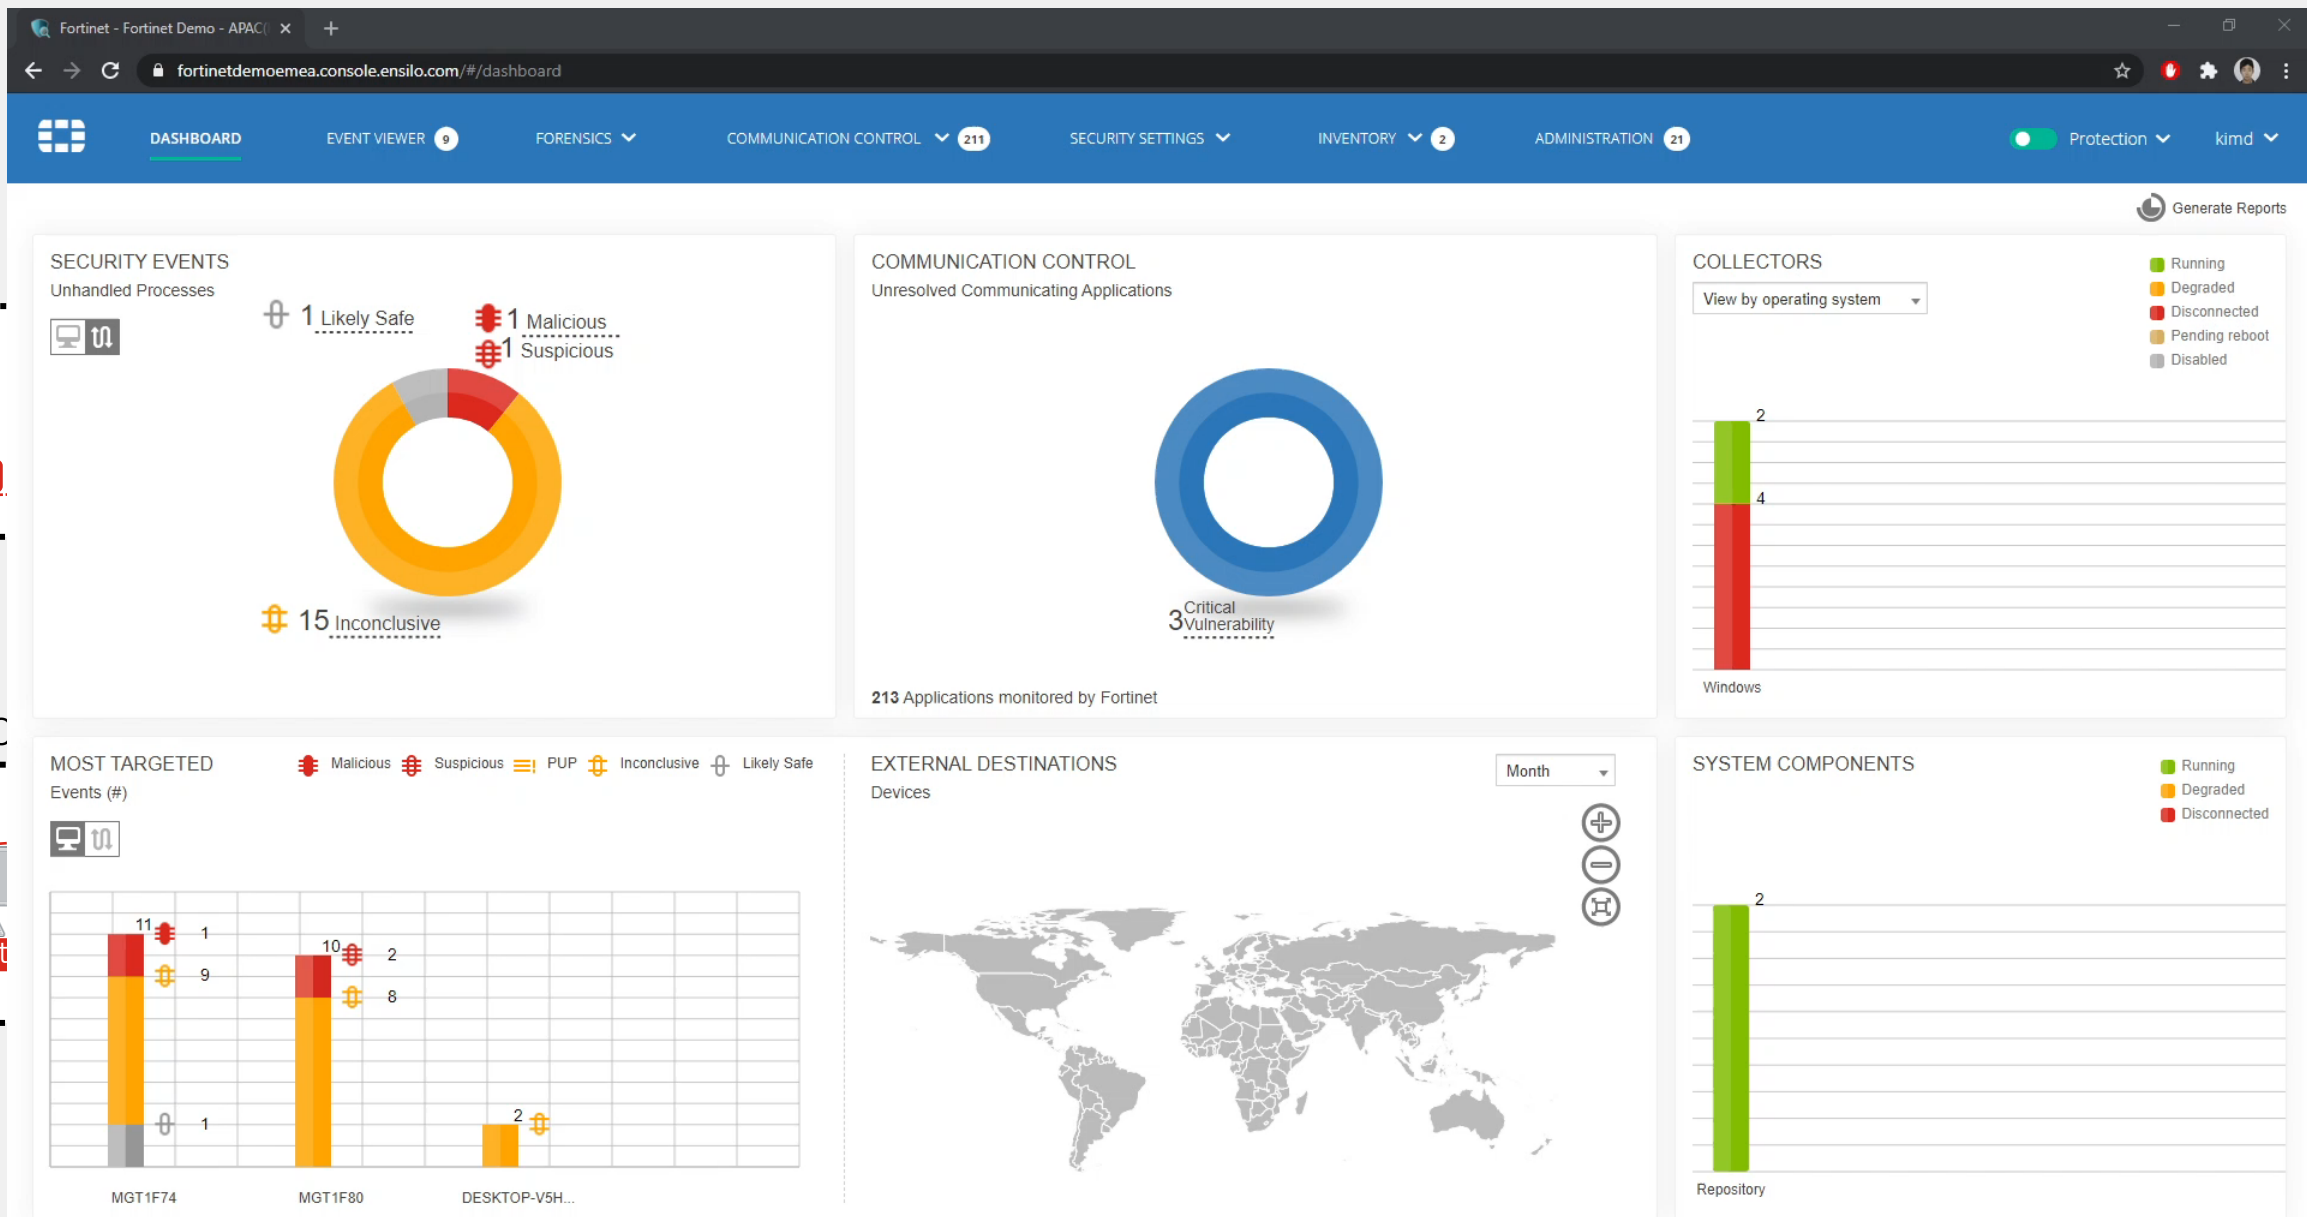 Fortinet - Fortinet Demo - APAC(
fortinetdemoemea.console.ensilo.com/#/dashboard
DASHBOARD
EVENT VIEWER 9
FORENSICS
COMMUNICATION CONTROL 211
SECURITY SETTINGS
INVENTORY 2
ADMINISTRATION 21
Protection
kimd
Generate Reports
SECURITY EVENTS
Unhandled Processes
1 Likely Safe
1 Malicious
1 Suspicious
15 Inconclusive
COMMUNICATION CONTROL
Unresolved Communicating Applications
3 Critical
Vulnerability
213 Applications monitored by Fortinet
COLLECTORS
View by operating system
Running
Degraded
Disconnected
Pending reboot
Disabled
2
4
Windows
MOST TARGETED
Events (#)
Malicious
Suspicious
PUP
Inconclusive
Likely Safe
11
1
9
1
10
2
8
2
MGT1F74
MGT1F80
DESKTOP-V5H...
EXTERNAL DESTINATIONS
Devices
Month
SYSTEM COMPONENTS
Running
Degraded
Disconnected
2
Repository